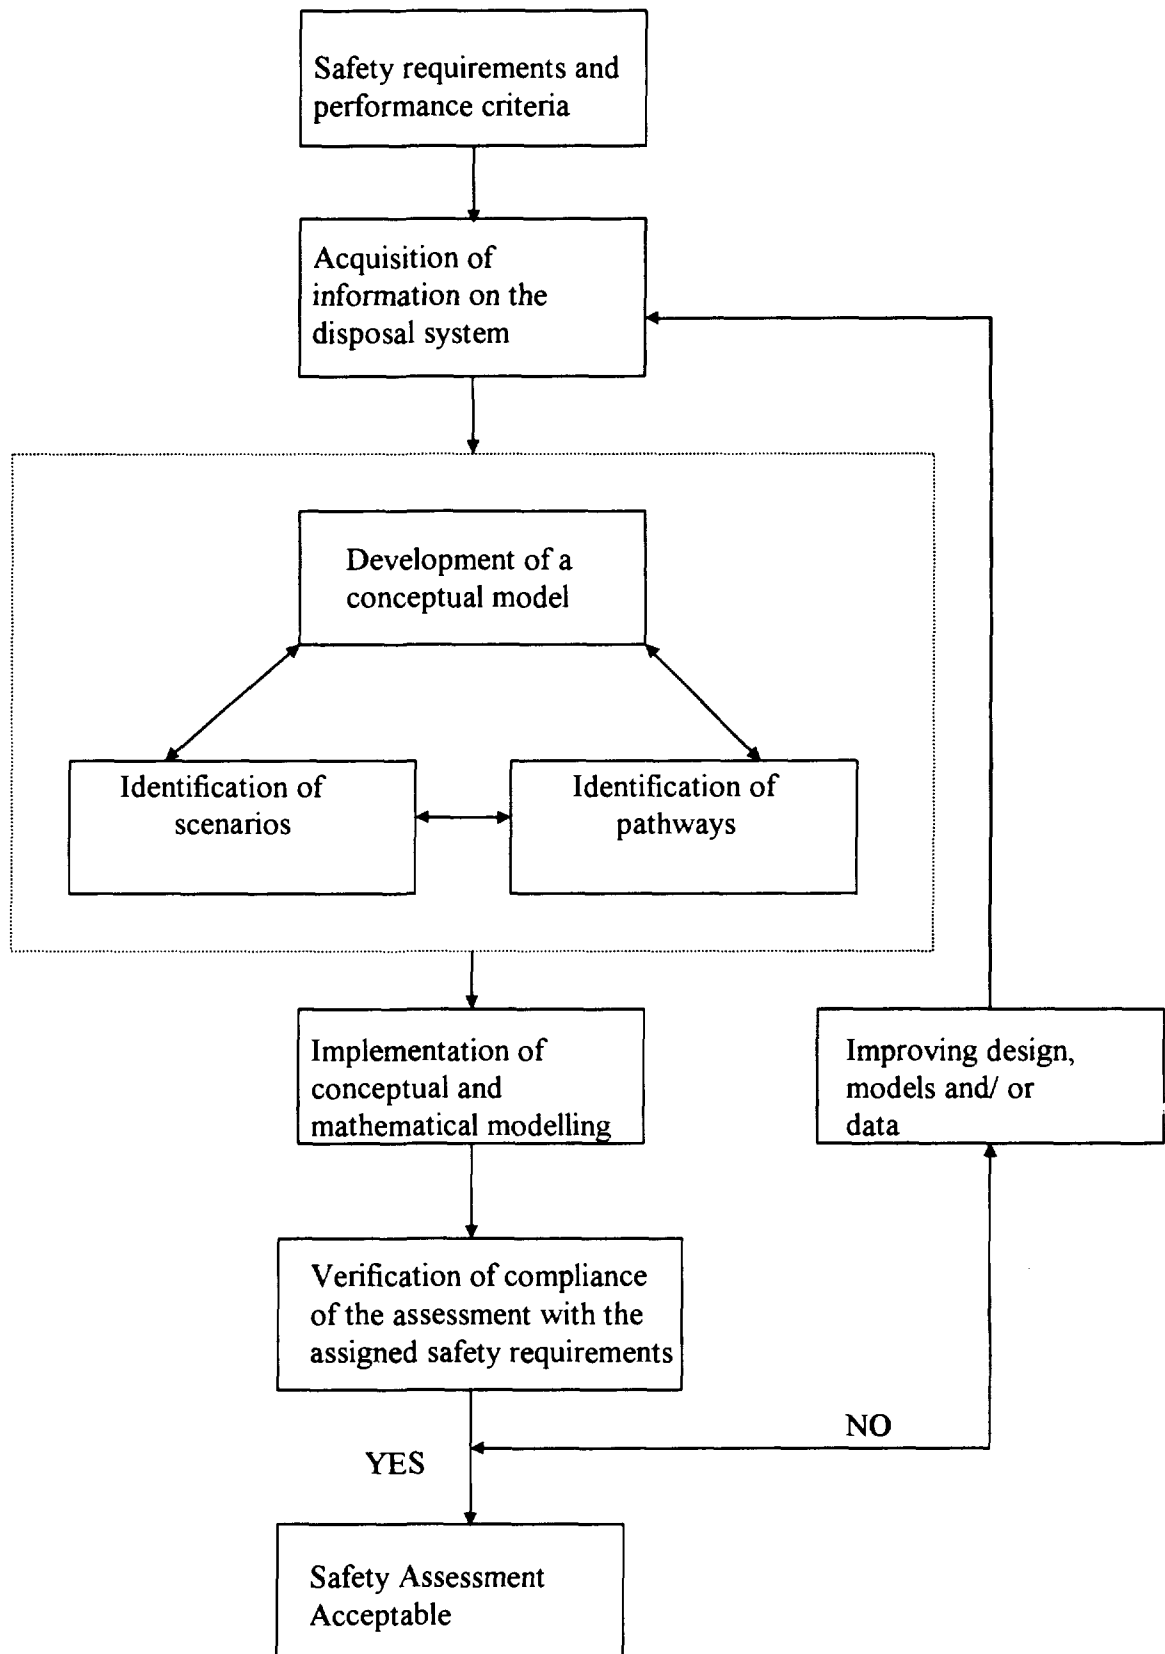 Safety requirements and
performance criteria
Acquisition of
information on the
disposal system
Development of a
conceptual model
Identification of
scenarios
Identification of
pathways
Implementation of
conceptual and
mathematical modelling
Improving design,
models and/ or
data
Verification of compliance
of the assessment with the
assigned safety requirements
NO
YES
Safety Assessment
Acceptable